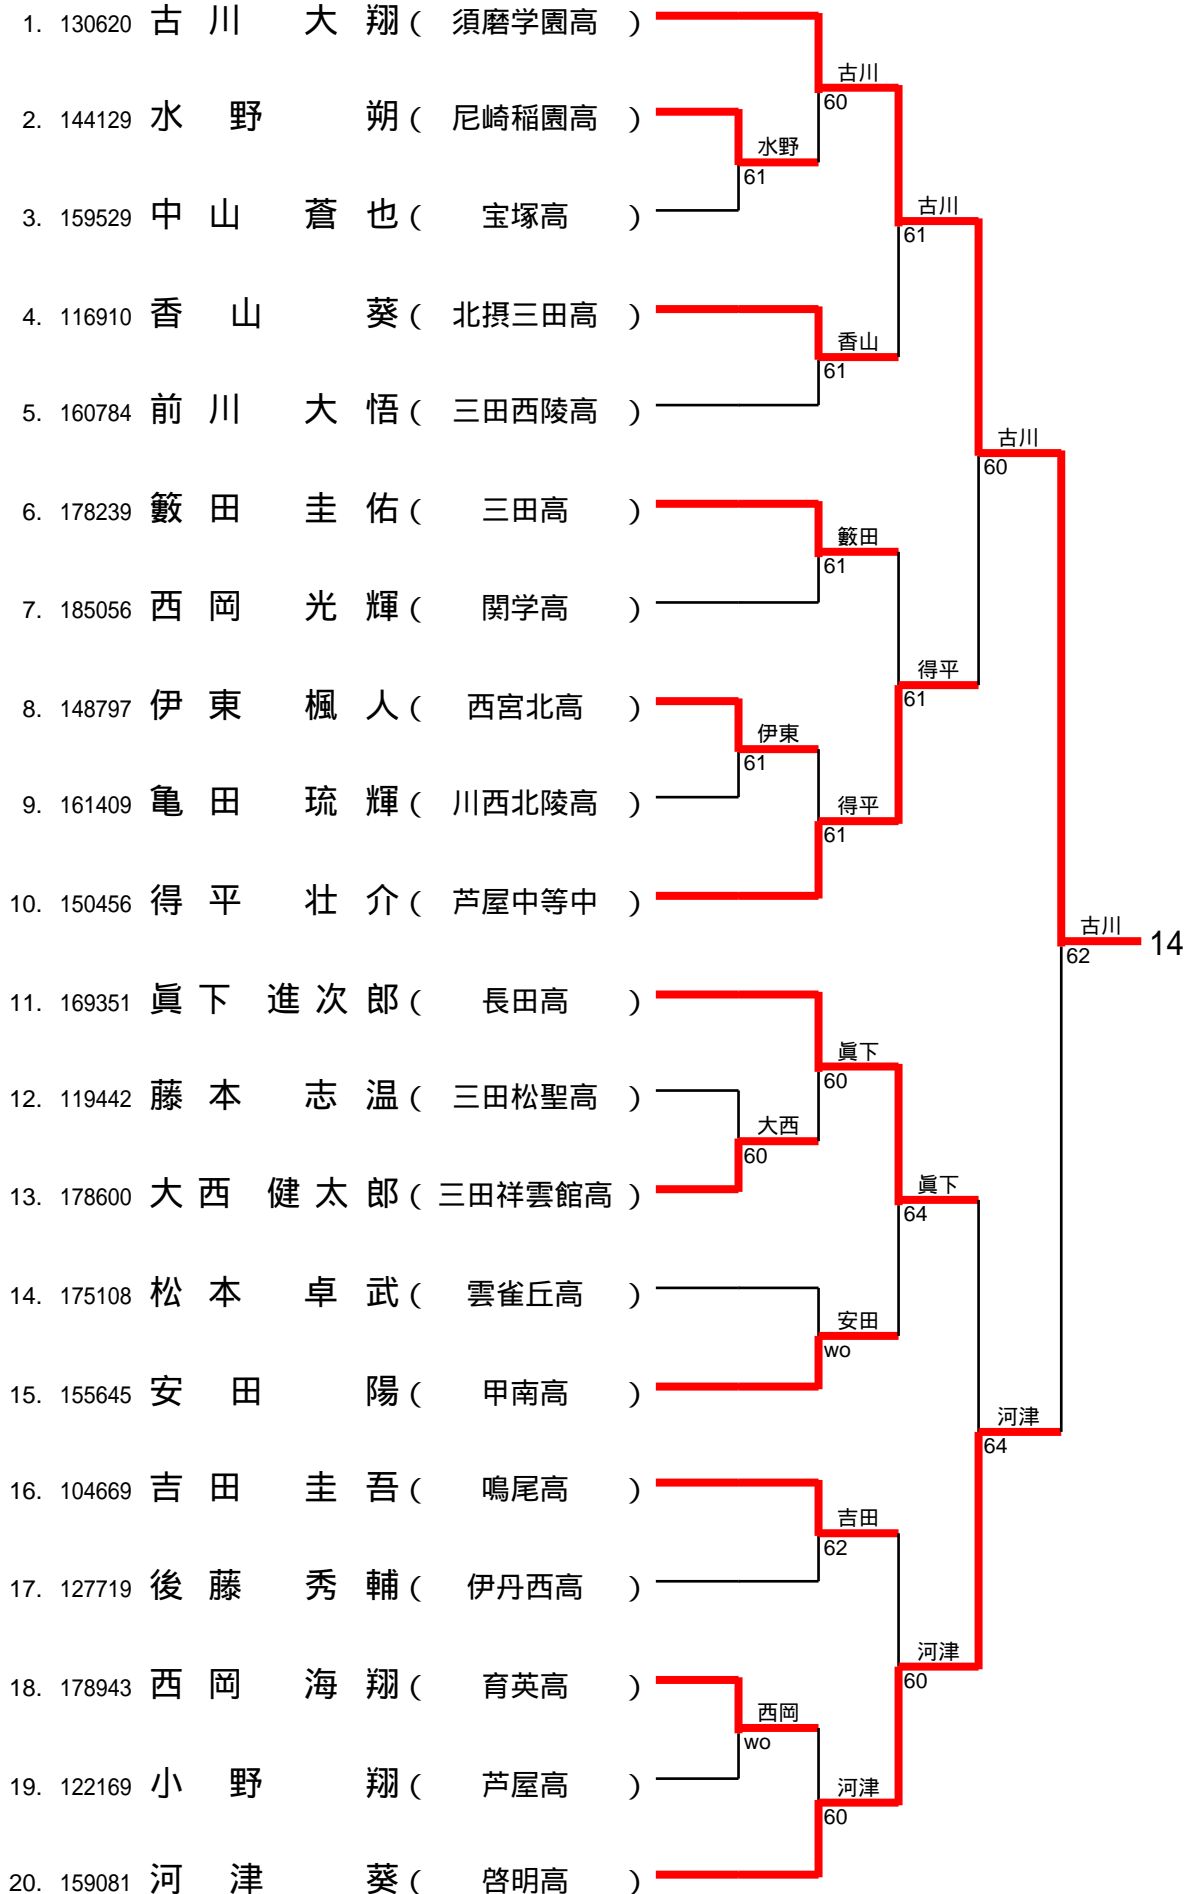 1. 130620 古川 大翔 ( 須磨学園高 )
古川
60
2. 144129 水野 朔 ( 尼崎稲園高 )
水野
61
3. 159529 中山 蒼也 ( 宝塚高 )
古川
61
4. 116910 香山 葵 ( 北摂三田高 )
香山
61
5. 160784 前川 大悟 ( 三田西陵高 )
古川
60
6. 178239 籔田 圭佑 ( 三田高 )
籔田
61
7. 185056 西岡 光輝 ( 関学高 )
得平
61
8. 148797 伊東 楓人 ( 西宮北高 )
伊東
61
9. 161409 亀田 琉輝 ( 川西北陵高 )
得平
61
10. 150456 得平 壮介 ( 芦屋中等中 )
古川
62
14
11. 169351 眞下 進次郎 ( 長田高 )
眞下
60
12. 119442 藤本 志温 ( 三田松聖高 )
大西
60
13. 178600 大西 健太郎 ( 三田祥雲館高 )
眞下
64
14. 175108 松本 卓武 ( 雲雀丘高 )
安田
wo
15. 155645 安田 陽 ( 甲南高 )
河津
64
16. 104669 吉田 圭吾 ( 鳴尾高 )
吉田
62
17. 127719 後藤 秀輔 ( 伊丹西高 )
河津
60
18. 178943 西岡 海翔 ( 育英高 )
西岡
wo
19. 122169 小野 翔 ( 芦屋高 )
河津
60
20. 159081 河津 葵 ( 啓明高 )